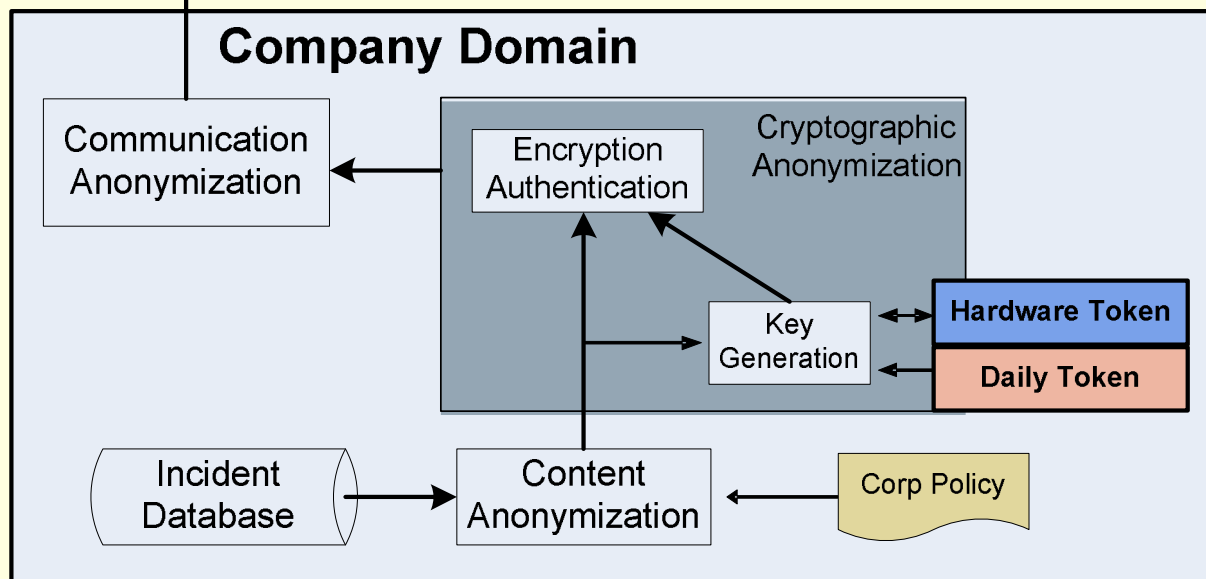 Company Domain
Communication
Anonymization
Cryptographic
Anonymization
Encryption
Authentication
Key
Generation
Hardware Token
Daily Token
Incident
Database
Content
Anonymization
Corp Policy